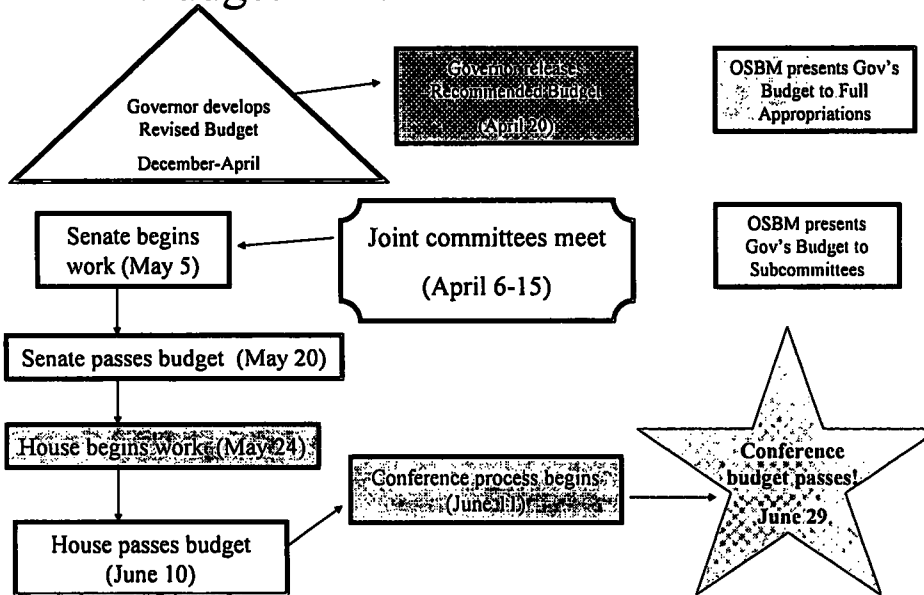 Governor develops
Revised Budget
December-April
Governor release
Recommended Budget
(April 20)
OSBM presents Gov's
Budget to Full
Appropriations
Senate begins
work (May 5)
Joint committees meet
(April 6-15)
OSBM presents
Gov's Budget to
Subcommittees
Senate passes budget (May 20)
House begins work (May 24)
Conference process begins
(June 11)
Conference
budget passes!
June 29
House passes budget
(June 10)